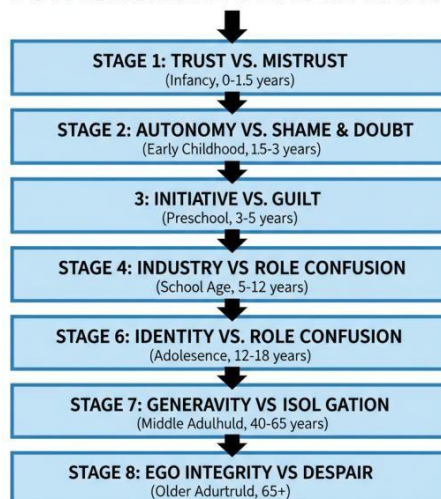 STAGE 1: TRUST VS. MISTRUST
(Infancy, 0-1.5 years)
STAGE 2: AUTONOMY VS. SHAME & DOUBT
(Early Childhood, 1.5-3 years)
3: INITIATIVE VS. GUILT
(Preschool, 3-5 years)
STAGE 4: INDUSTRY VS ROLE CONFUSION
(School Age, 5-12 years)
STAGE 6: IDENTITY VS. ROLE CONFUSION
(Adolesence, 12-18 years)
STAGE 7: GENERAVITY VS ISOL GATION
(Middle Adulhuld, 40-65 years)
STAGE 8: EGO INTEGRITY VS DESPAIR
(Older Adurtruld, 65+)